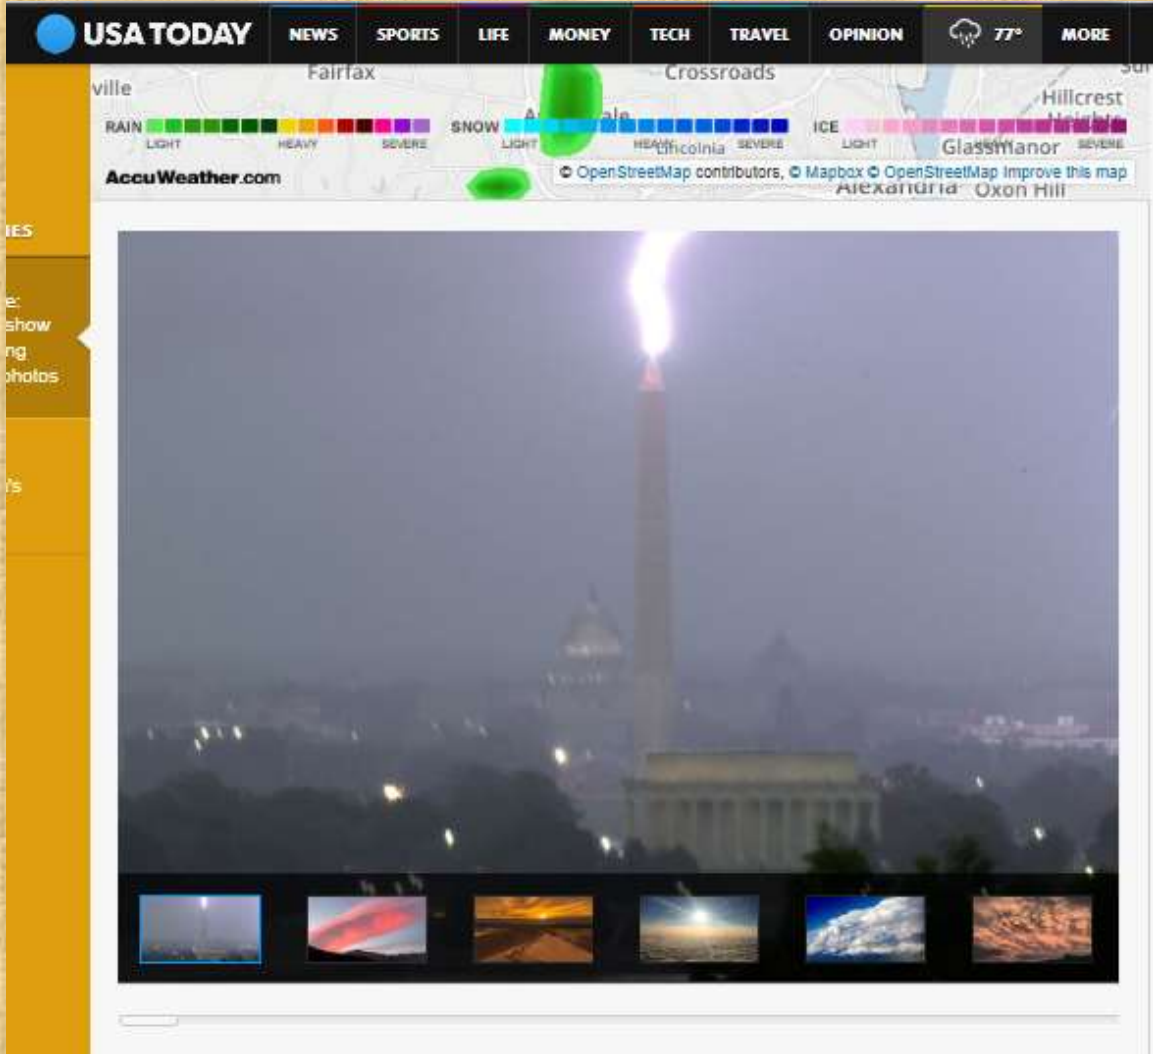 USA TODAY NEWS SPORTS LIFE MONEY TECH TRAVEL OPINION 77° MORE
Fairfax Crossroads
ville
Hillcrest
RAIN SNOW ICE
LIGHT HEAVY SEVERE LIGHT HEAVY SEVERE LIGHT SEVERE
Lincolnia Glassmanor
AccuWeather.com © OpenStreetMap contributors, © Mapbox © OpenStreetMap Improve this map
Alexandria Oxon Hill
IES
e:
show
ng
photos
's